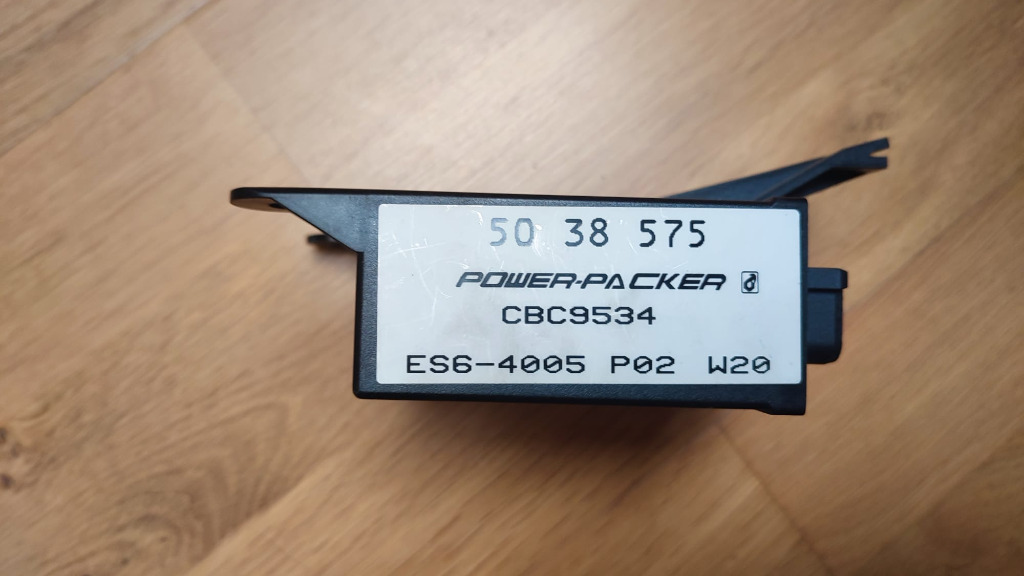 50 38 575
POWER-PACKER
CBC9534
ES6-4005 P02 W20